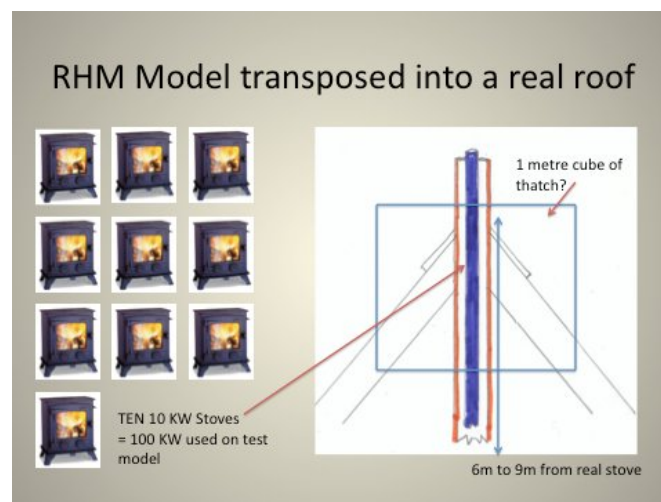 RHM Model transposed into a real roof
1 metre cube of
thatch?
TEN 10 KW Stoves
= 100 KW used on test
model
6m to 9m from real stove